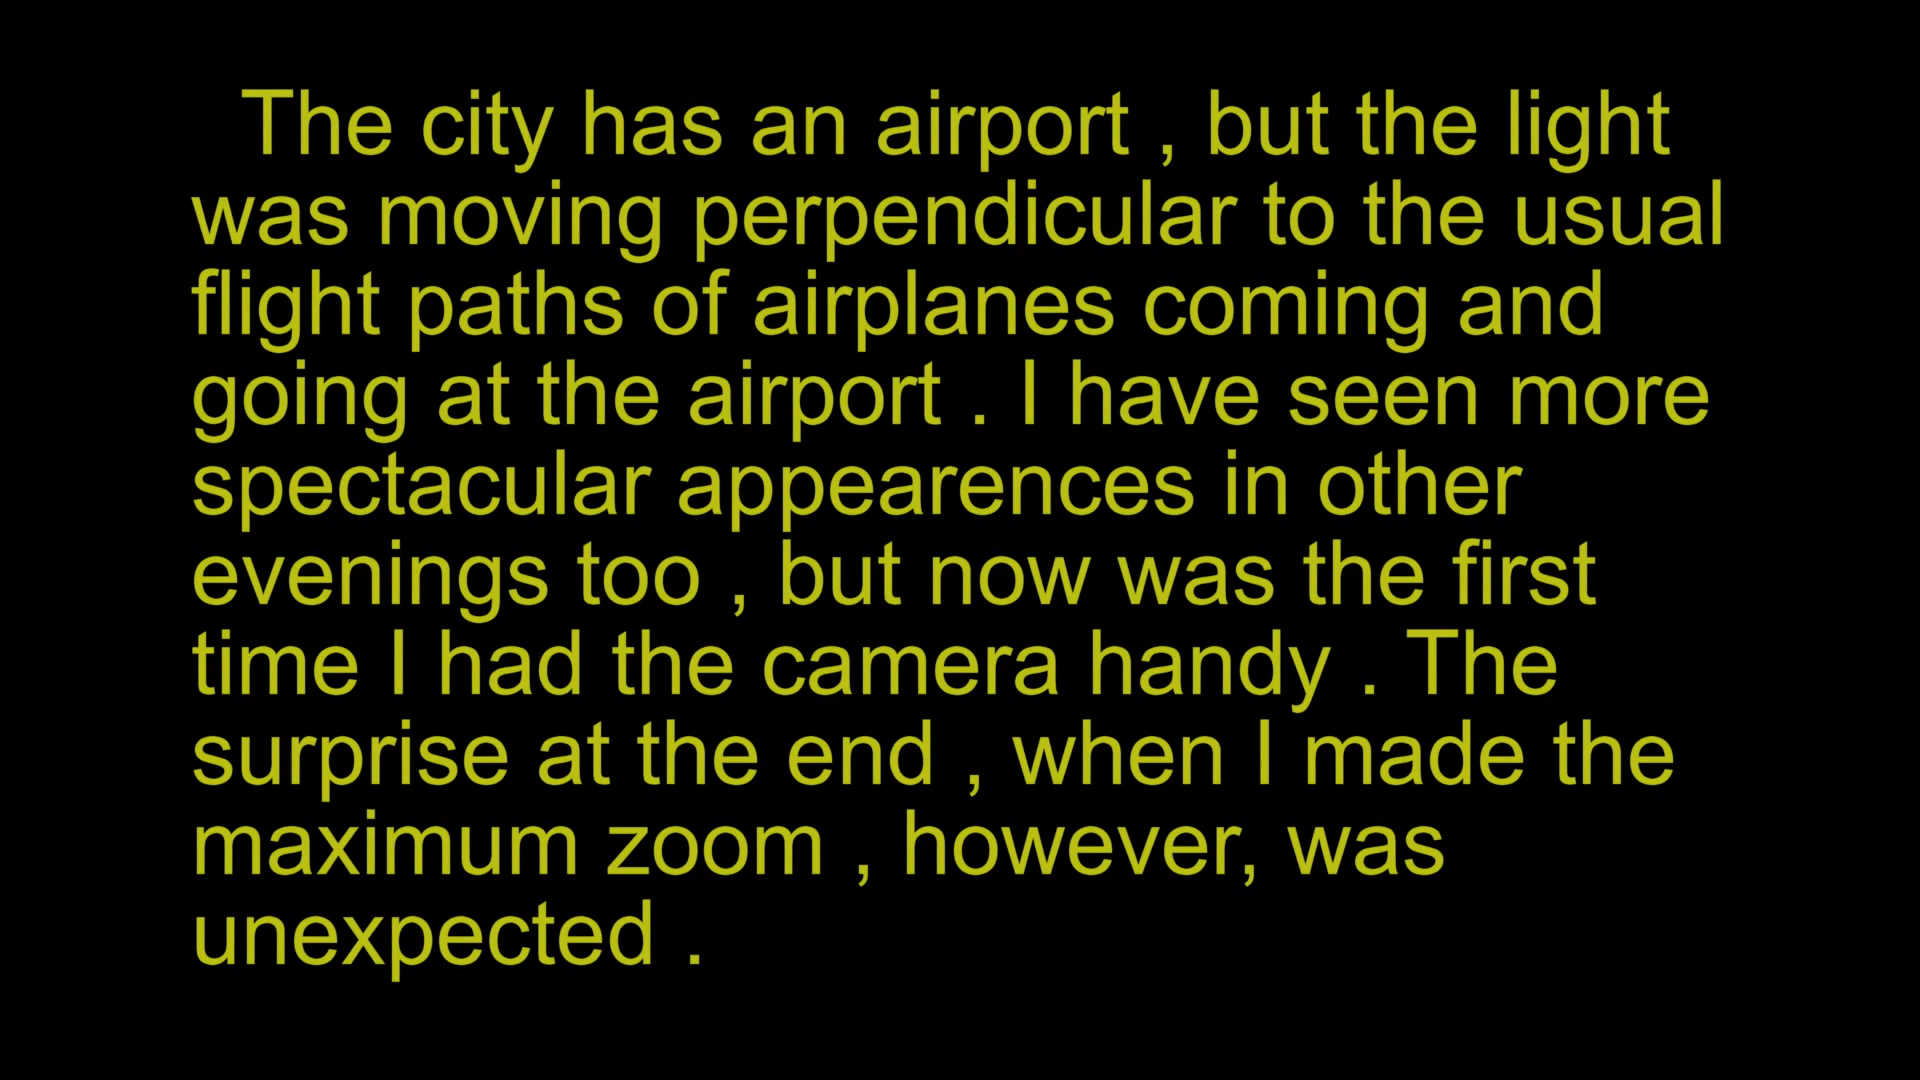 The city has an airport , but the light
was moving perpendicular to the usual
flight paths of airplanes coming and
going at the airport . I have seen more
spectacular appearences in other
evenings too , but now was the first
time I had the camera handy . The
surprise at the end , when I made the
maximum zoom , however, was
unexpected .